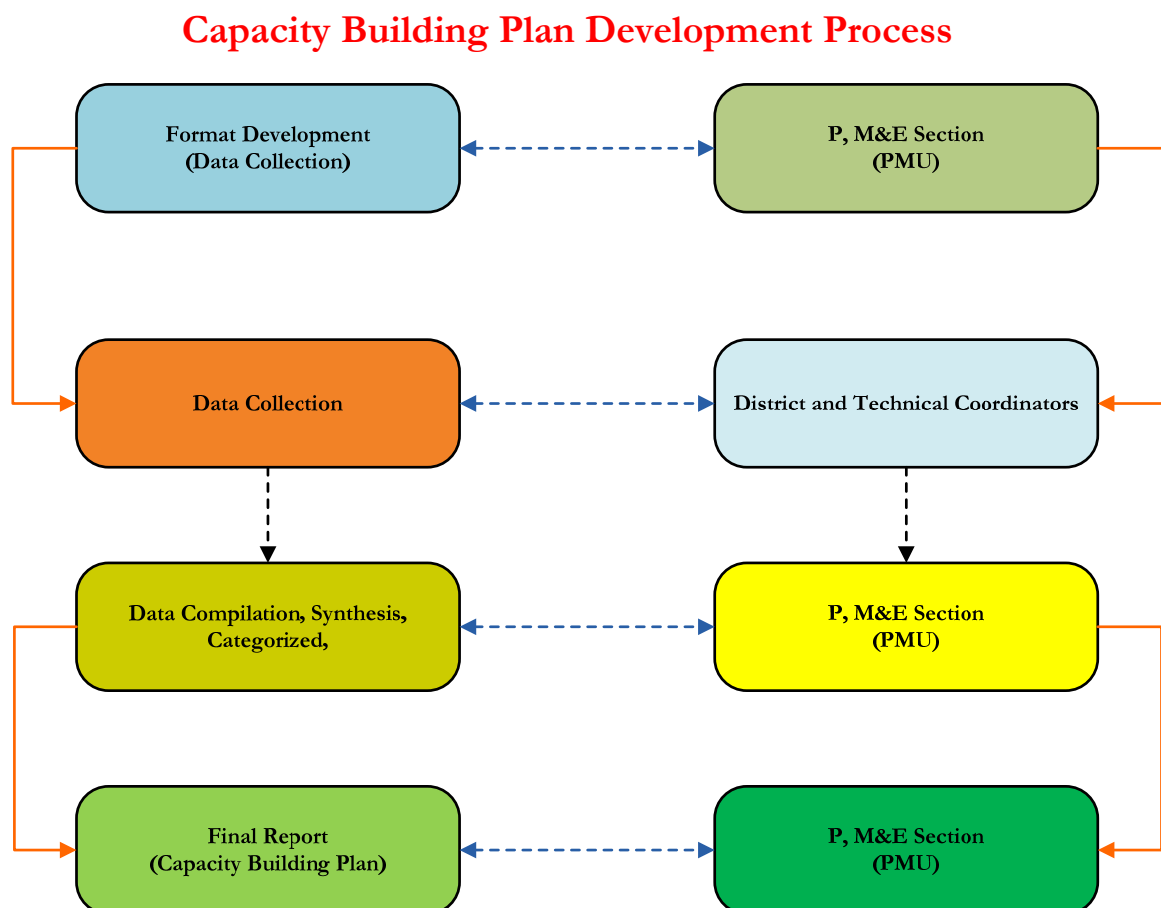 Capacity Building Plan Development Process
Format Development
(Data Collection)
P, M&E Section
(PMU)
Data Collection
District and Technical Coordinators
Data Compilation, Synthesis,
Categorized,
P, M&E Section
(PMU)
Final Report
(Capacity Building Plan)
P, M&E Section
(PMU)